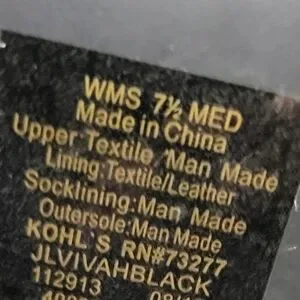 WMS 7½ MED
Made in China
Upper Textile Man Made
Lining:Textile/Leather
Socklining:Man Made
Outersole:Man Made
KOHL'S RN#73277
JLVIVAHBLACK
112913